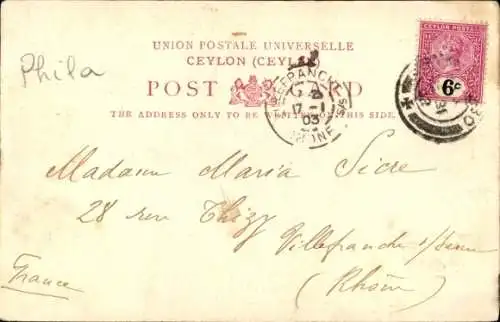 Phila
UNION POSTALE UNIVERSELLE
CEYLON (CEYLAN)
POST CARD
THE ADDRESS ONLY TO BE WRITTEN ON THIS SIDE.
CEYLON POSTAGE
6c
VILLEFRANCHE S/S
17-1
03
RHONE
Madame Maria Sicre
28 rue Thizy
Villefranche s/Saône
(Rhône)
France